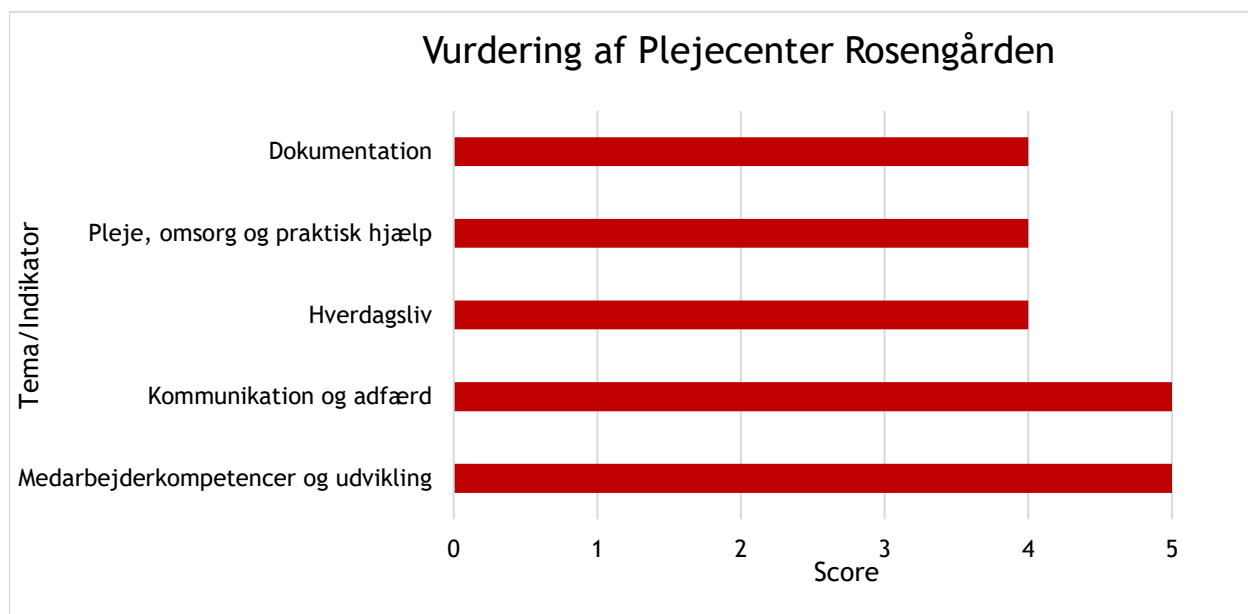 Vurdering af Plejecenter Rosengården
Tema/Indikator
Dokumentation
Pleje, omsorg og praktisk hjælp
Hverdagsliv
Kommunikation og adfærd
Medarbejderkompetencer og udvikling
0 1 2 3 4 5
Score